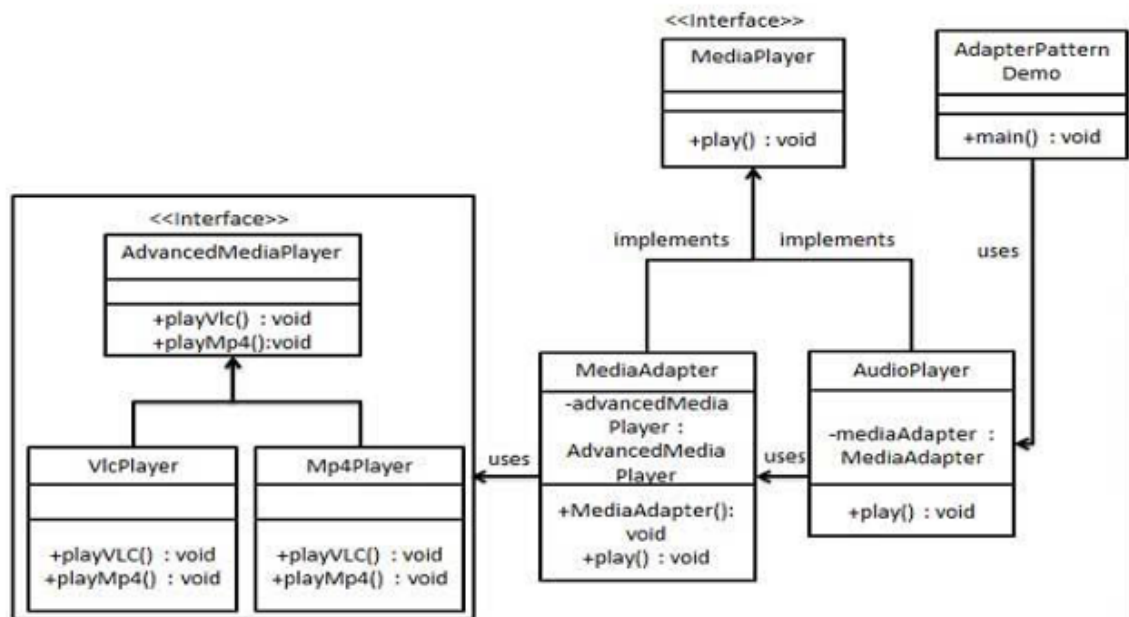 <<Interface>>
MediaPlayer
+play() : void
AdapterPattern
Demo
+main() : void
implements
implements
uses
<<Interface>>
AdvancedMediaPlayer
+playVlc() : void
+playMp4():void
VlcPlayer
+playVLC() : void
+playMp4() : void
Mp4Player
+playVLC() : void
+playMp4() : void
uses
MediaAdapter
-advancedMedia
Player :
AdvancedMedia
Player
+MediaAdapter():
void
+play() : void
uses
AudioPlayer
-mediaAdapter :
MediaAdapter
+play() : void